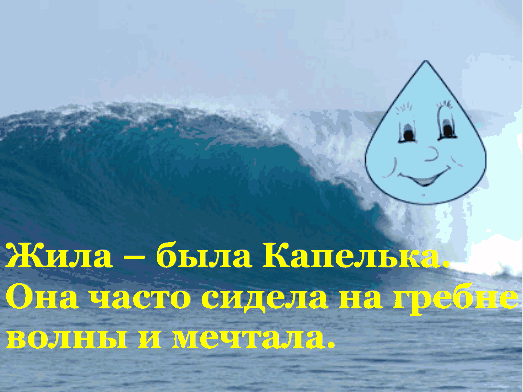 Жила – была Капелька.
Она часто сидела на гребне
волны и мечтала.